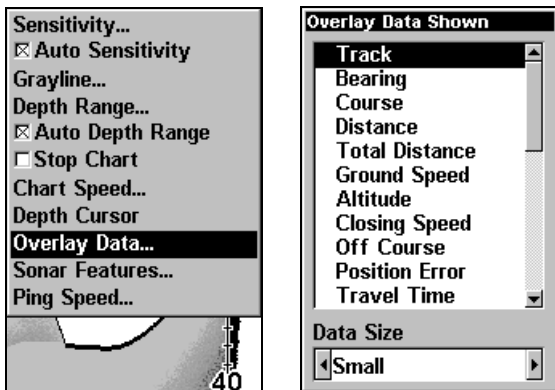 Sensitivity...
Auto Sensitivity
Grayline...
Depth Range...
Auto Depth Range
Stop Chart
Chart Speed...
Depth Cursor
Overlay Data...
Sonar Features...
Ping Speed...
40
Overlay Data Shown
Track
Bearing
Course
Distance
Total Distance
Ground Speed
Altitude
Closing Speed
Off Course
Position Error
Travel Time
Data Size
Small